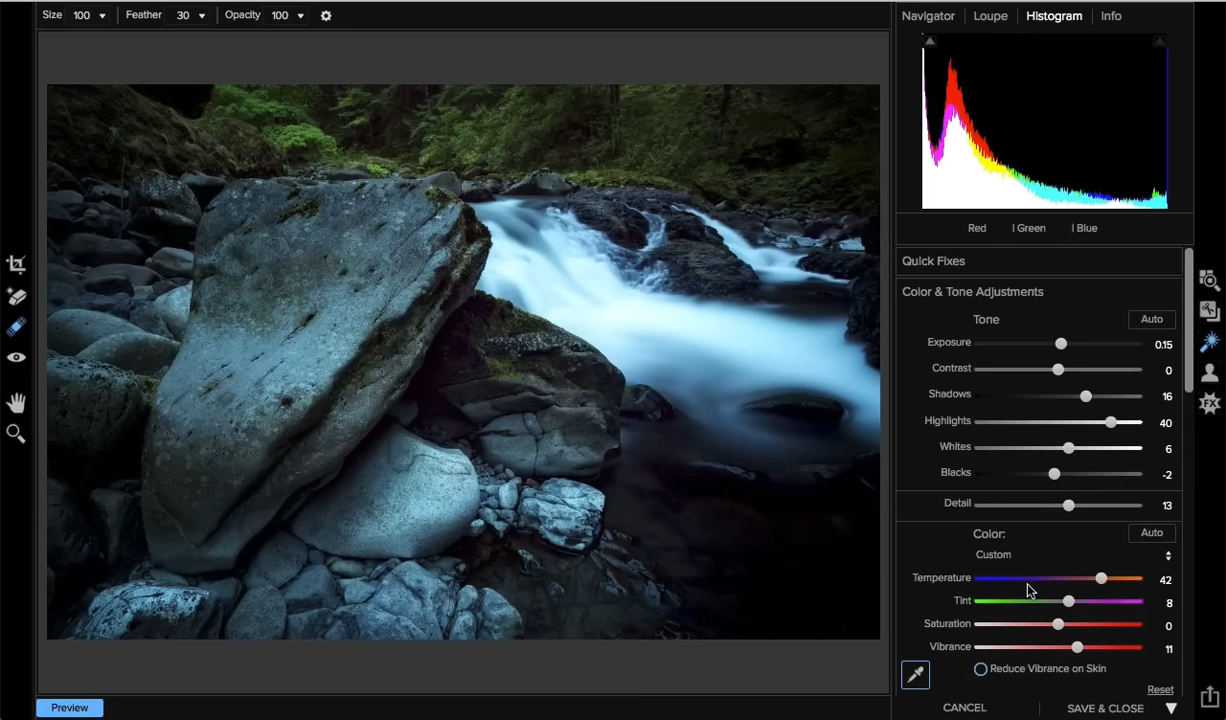 Size 100 Feather 30 Opacity 100
Navigator Loupe Histogram Info
Red | Green | Blue
Quick Fixes
Color & Tone Adjustments
Tone Auto
Exposure 0.15
Contrast 0
Shadows 16
Highlights 40
Whites 6
Blacks -2
Detail 13
Color: Auto
Custom
Temperature 42
Tint 8
Saturation 0
Vibrance 11
Reduce Vibrance on Skin
Reset
Preview CANCEL SAVE & CLOSE
FX